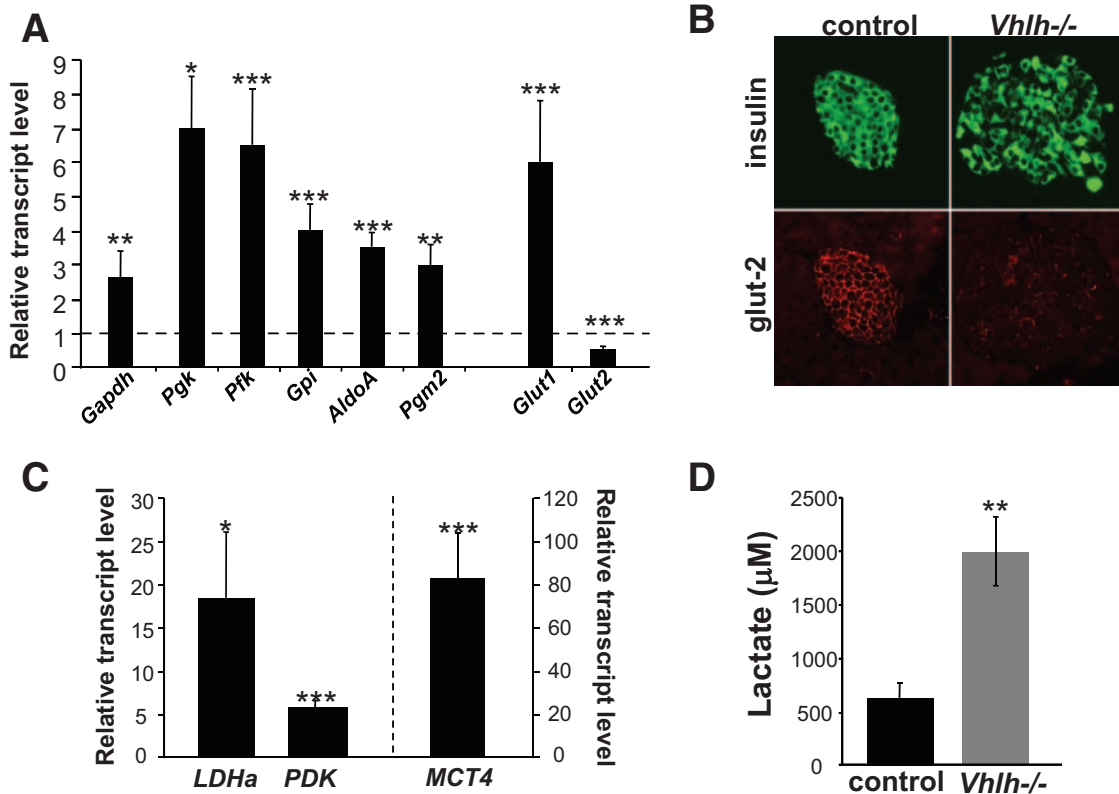 A
Relative transcript level
9
8
7
6
5
4
3
2
1
0
*
***
***
***
***
**
**
***
Gapdh
Pgk
Pfk
Gpi
AldoA
Pgm2
Glut1
Glut2
B
control
Vhlh-/-
insulin
glut-2
C
Relative transcript level
30
25
20
15
10
5
0
*
***
***
120
100
80
60
40
20
0
Relative transcript level
LDHa
PDK
MCT4
D
Lactate (μM)
2500
2000
1500
1000
500
0
**
control
Vhlh-/-